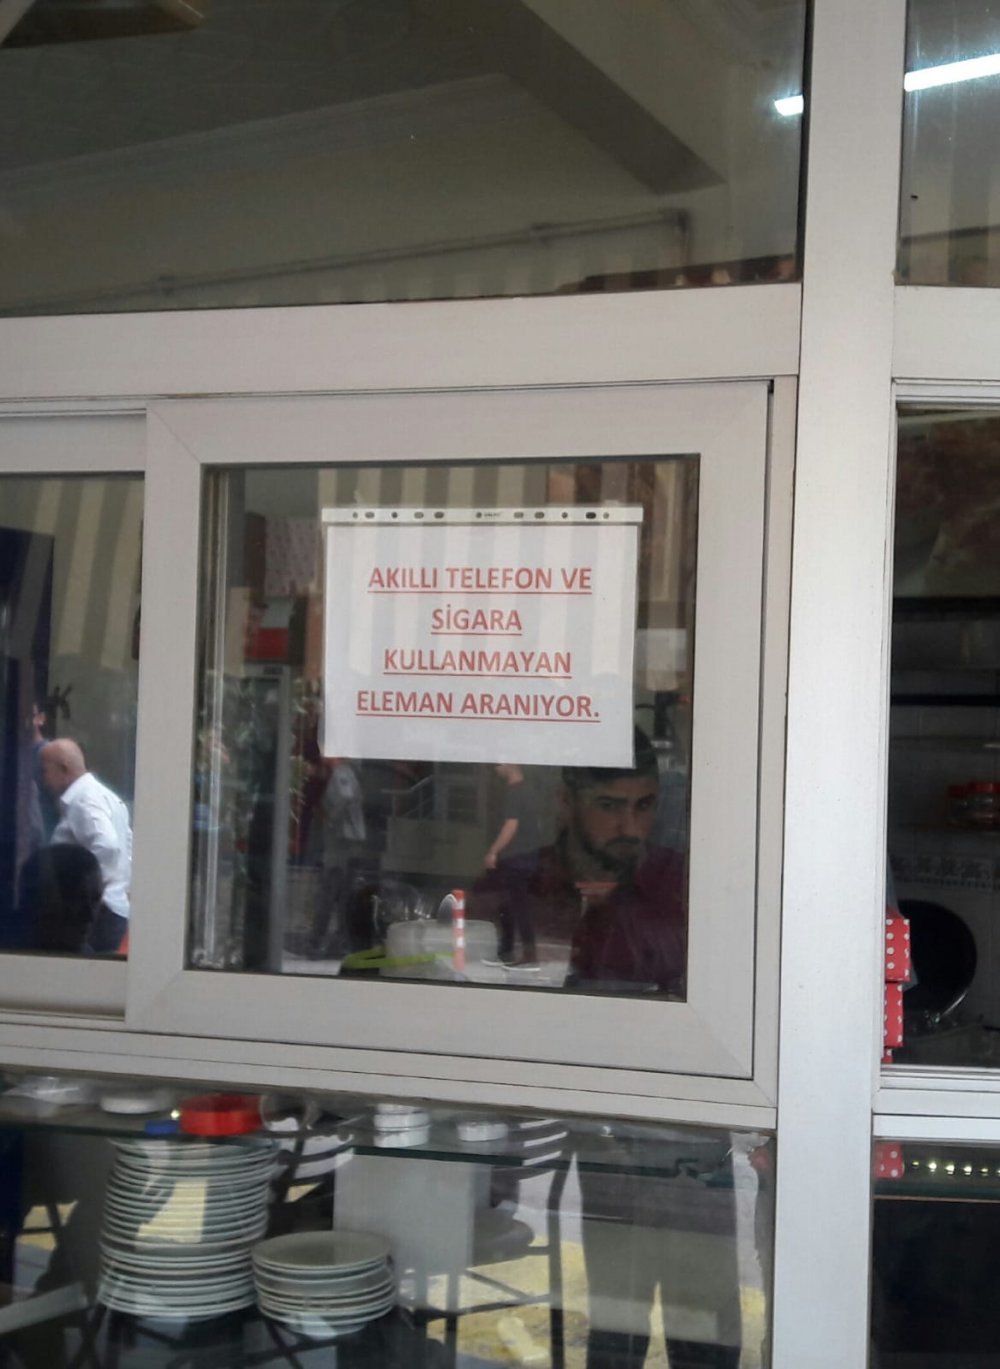 AKILLI TELEFON VE
SİGARA
KULLANMAYAN
ELEMAN ARANIYOR.